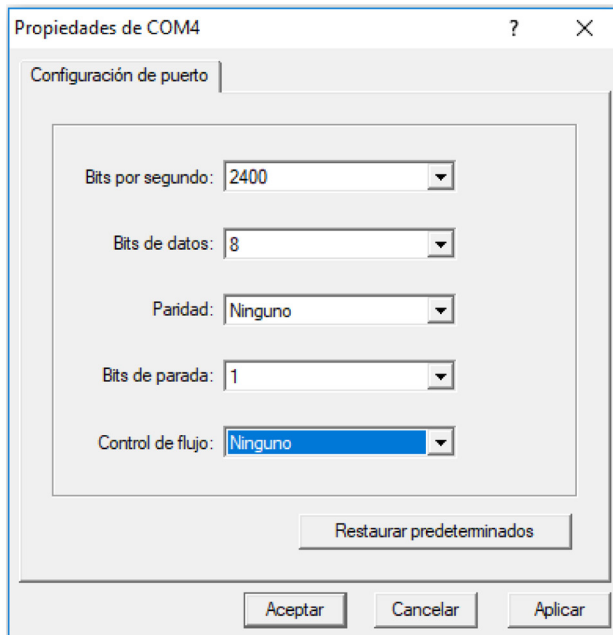 Propiedades de COM4 ?
Configuración de puerto
Bits por segundo: 2400
Bits de datos: 8
Paridad: Ninguno
Bits de parada: 1
Control de flujo: Ninguno
Restaurar predeterminados
Aceptar Cancelar Aplicar